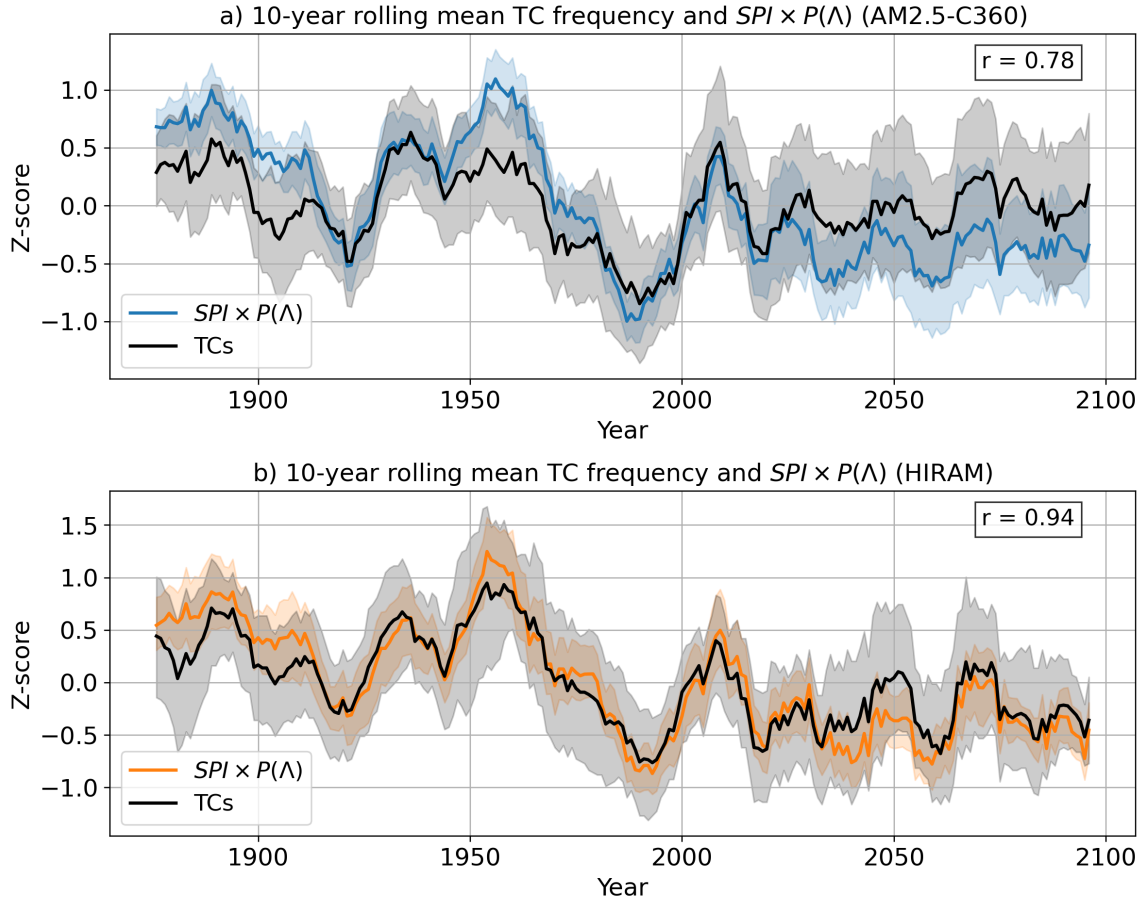 a) 10-year rolling mean TC frequency and SPI × P(Λ) (AM2.5-C360)
r = 0.78
1.0
0.5
0.0
−0.5
−1.0
Z-score
SPI × P(Λ)
TCs
1900 1950 2000 2050 2100
Year
b) 10-year rolling mean TC frequency and SPI × P(Λ) (HIRAM)
r = 0.94
1.5
1.0
0.5
0.0
−0.5
−1.0
Z-score
SPI × P(Λ)
TCs
1900 1950 2000 2050 2100
Year